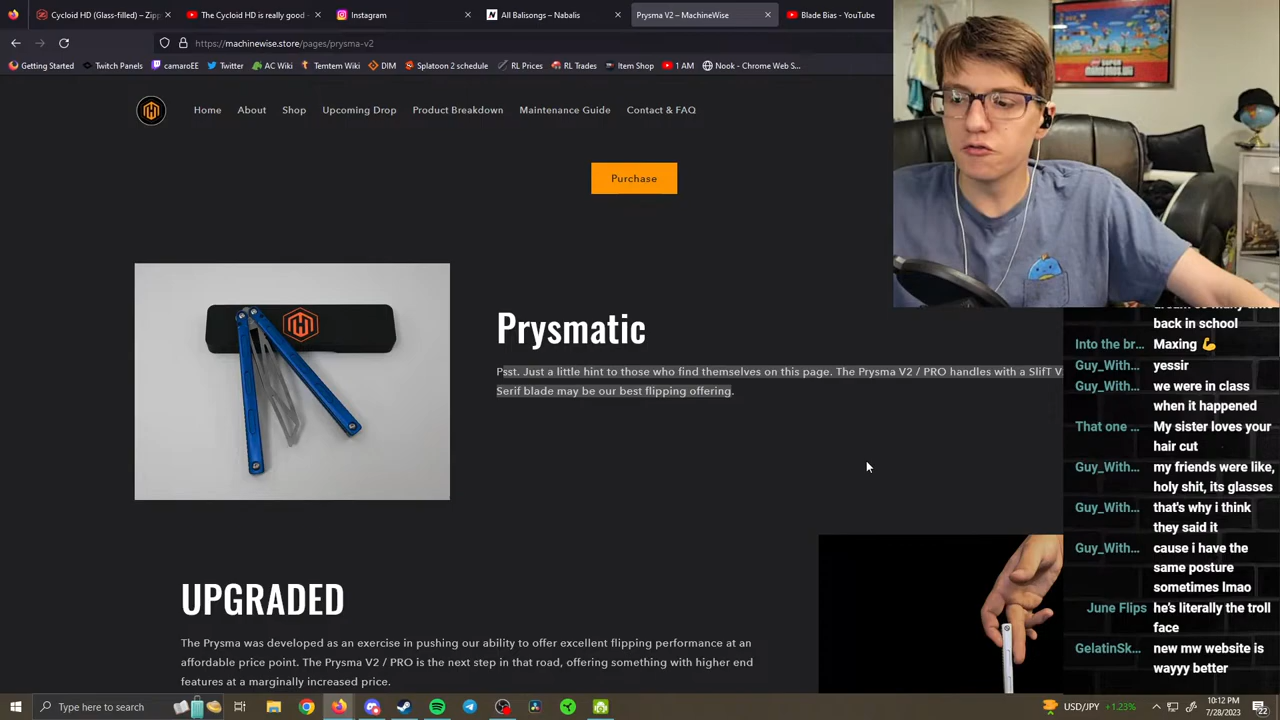 Cycloid HD (Glass-filled) – Zipp
The Cycloid HD is really good -
Instagram
All Balisongs – Nabalis
Prysma V2 – MachineWise
Blade Bias - YouTube
https://machinewise.store/pages/prysma-v2
Getting Started
Twitch Panels
camaroEE
Twitter
AC Wiki
Temtem Wiki
DIM
Splatoon 2 schedule
RL Prices
RL Trades
Item Shop
1 AM
Nook - Chrome Web S...
Home
About
Shop
Upcoming Drop
Product Breakdown
Maintenance Guide
Contact & FAQ
Purchase
Prysmatic
Psst. Just a little hint to those who find themselves on this page. The Prysma V2 / PRO handles with a SlifT V
Serif blade may be our best flipping offering.
UPGRADED
The Prysma was developed as an exercise in pushing our ability to offer excellent flipping performance at an
affordable price point. The Prysma V2 / PRO is the next step in that road, offering something with higher end
features at a marginally increased price.
back in school
Into the br... Maxing 💪
Guy_With... yessir
Guy_With... we were in class
when it happened
That one ... My sister loves your
hair cut
Guy_With... my friends were like,
holy shit, its glasses
Guy_With... that's why i think
they said it
Guy_With... cause i have the
same posture
sometimes lmao
June Flips he's literally the troll
face
GelatinSk... new mw website is
wayyy better
Type here to search
USD/JPY +1.23%
10:12 PM
7/28/2023
22